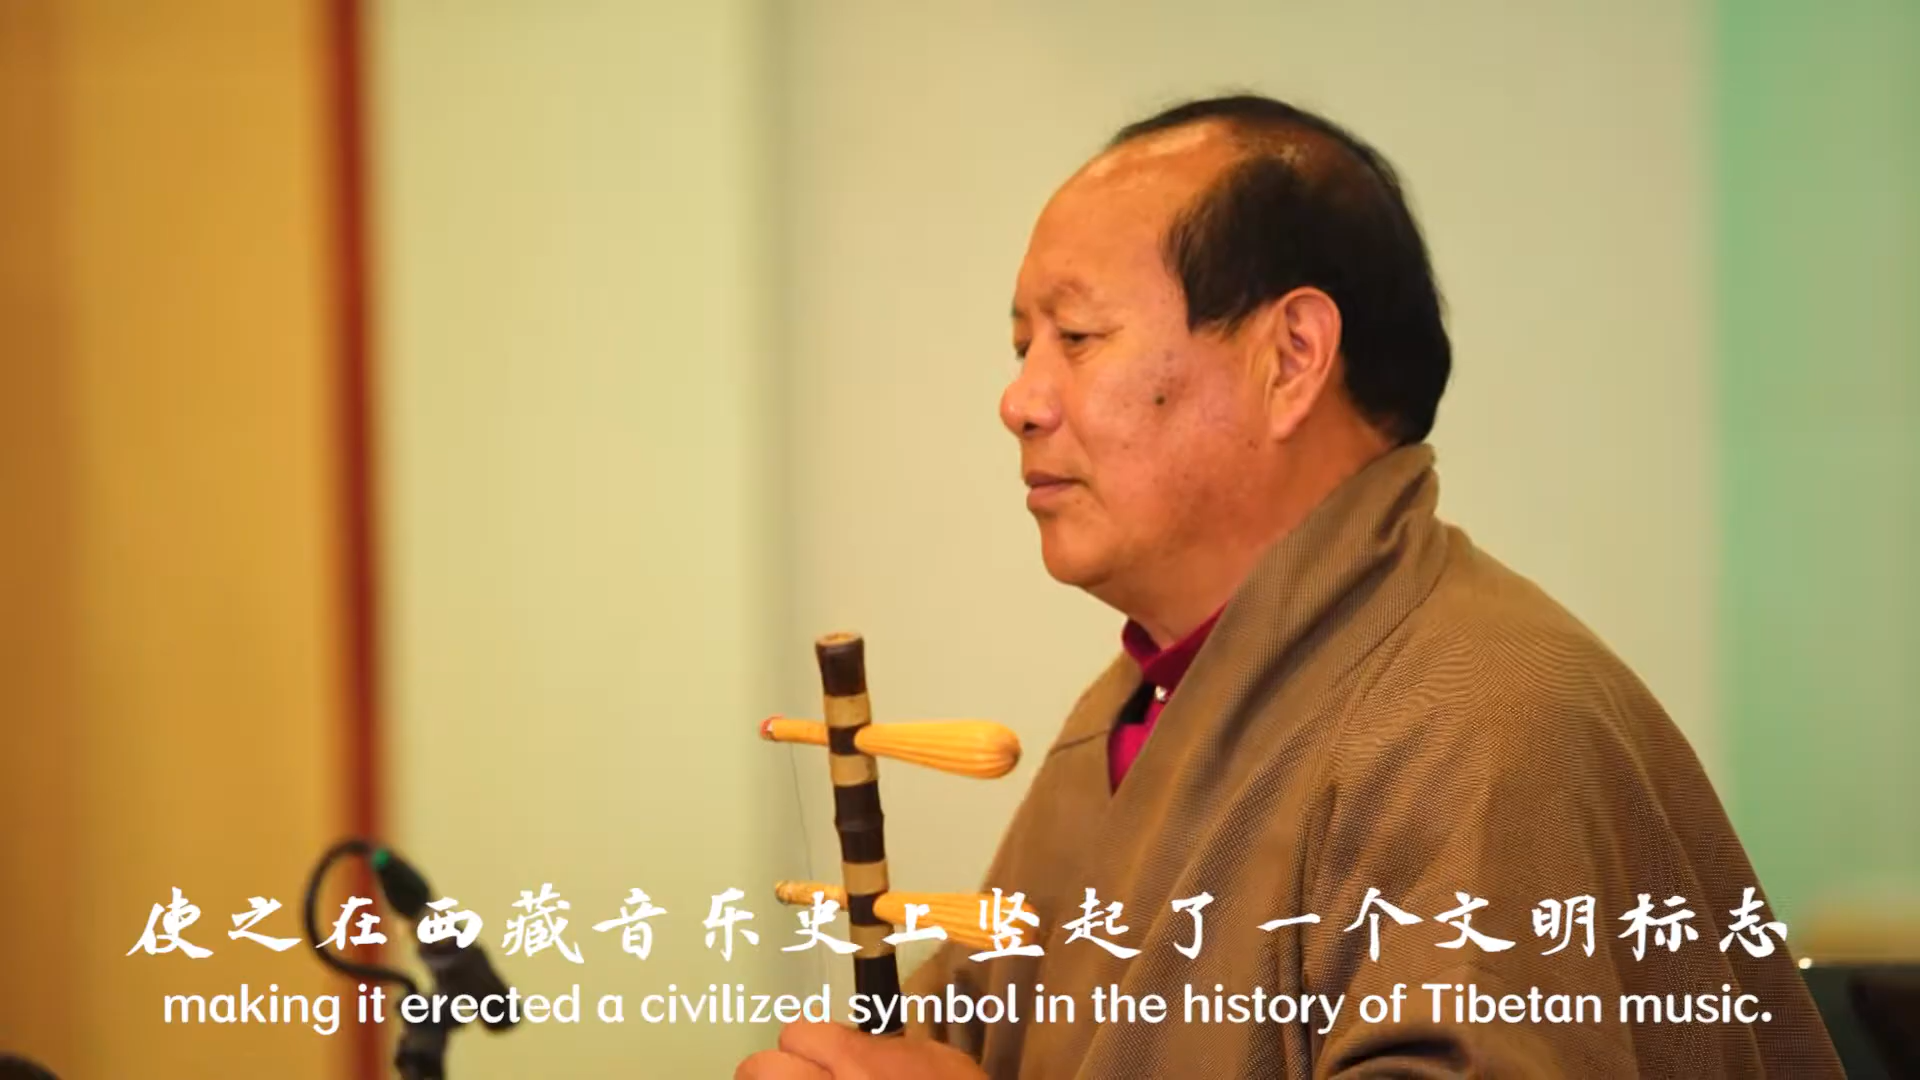 使之在西藏音乐史上竖起了一个文明标志
making it erected a civilized symbol in the history of Tibetan music.